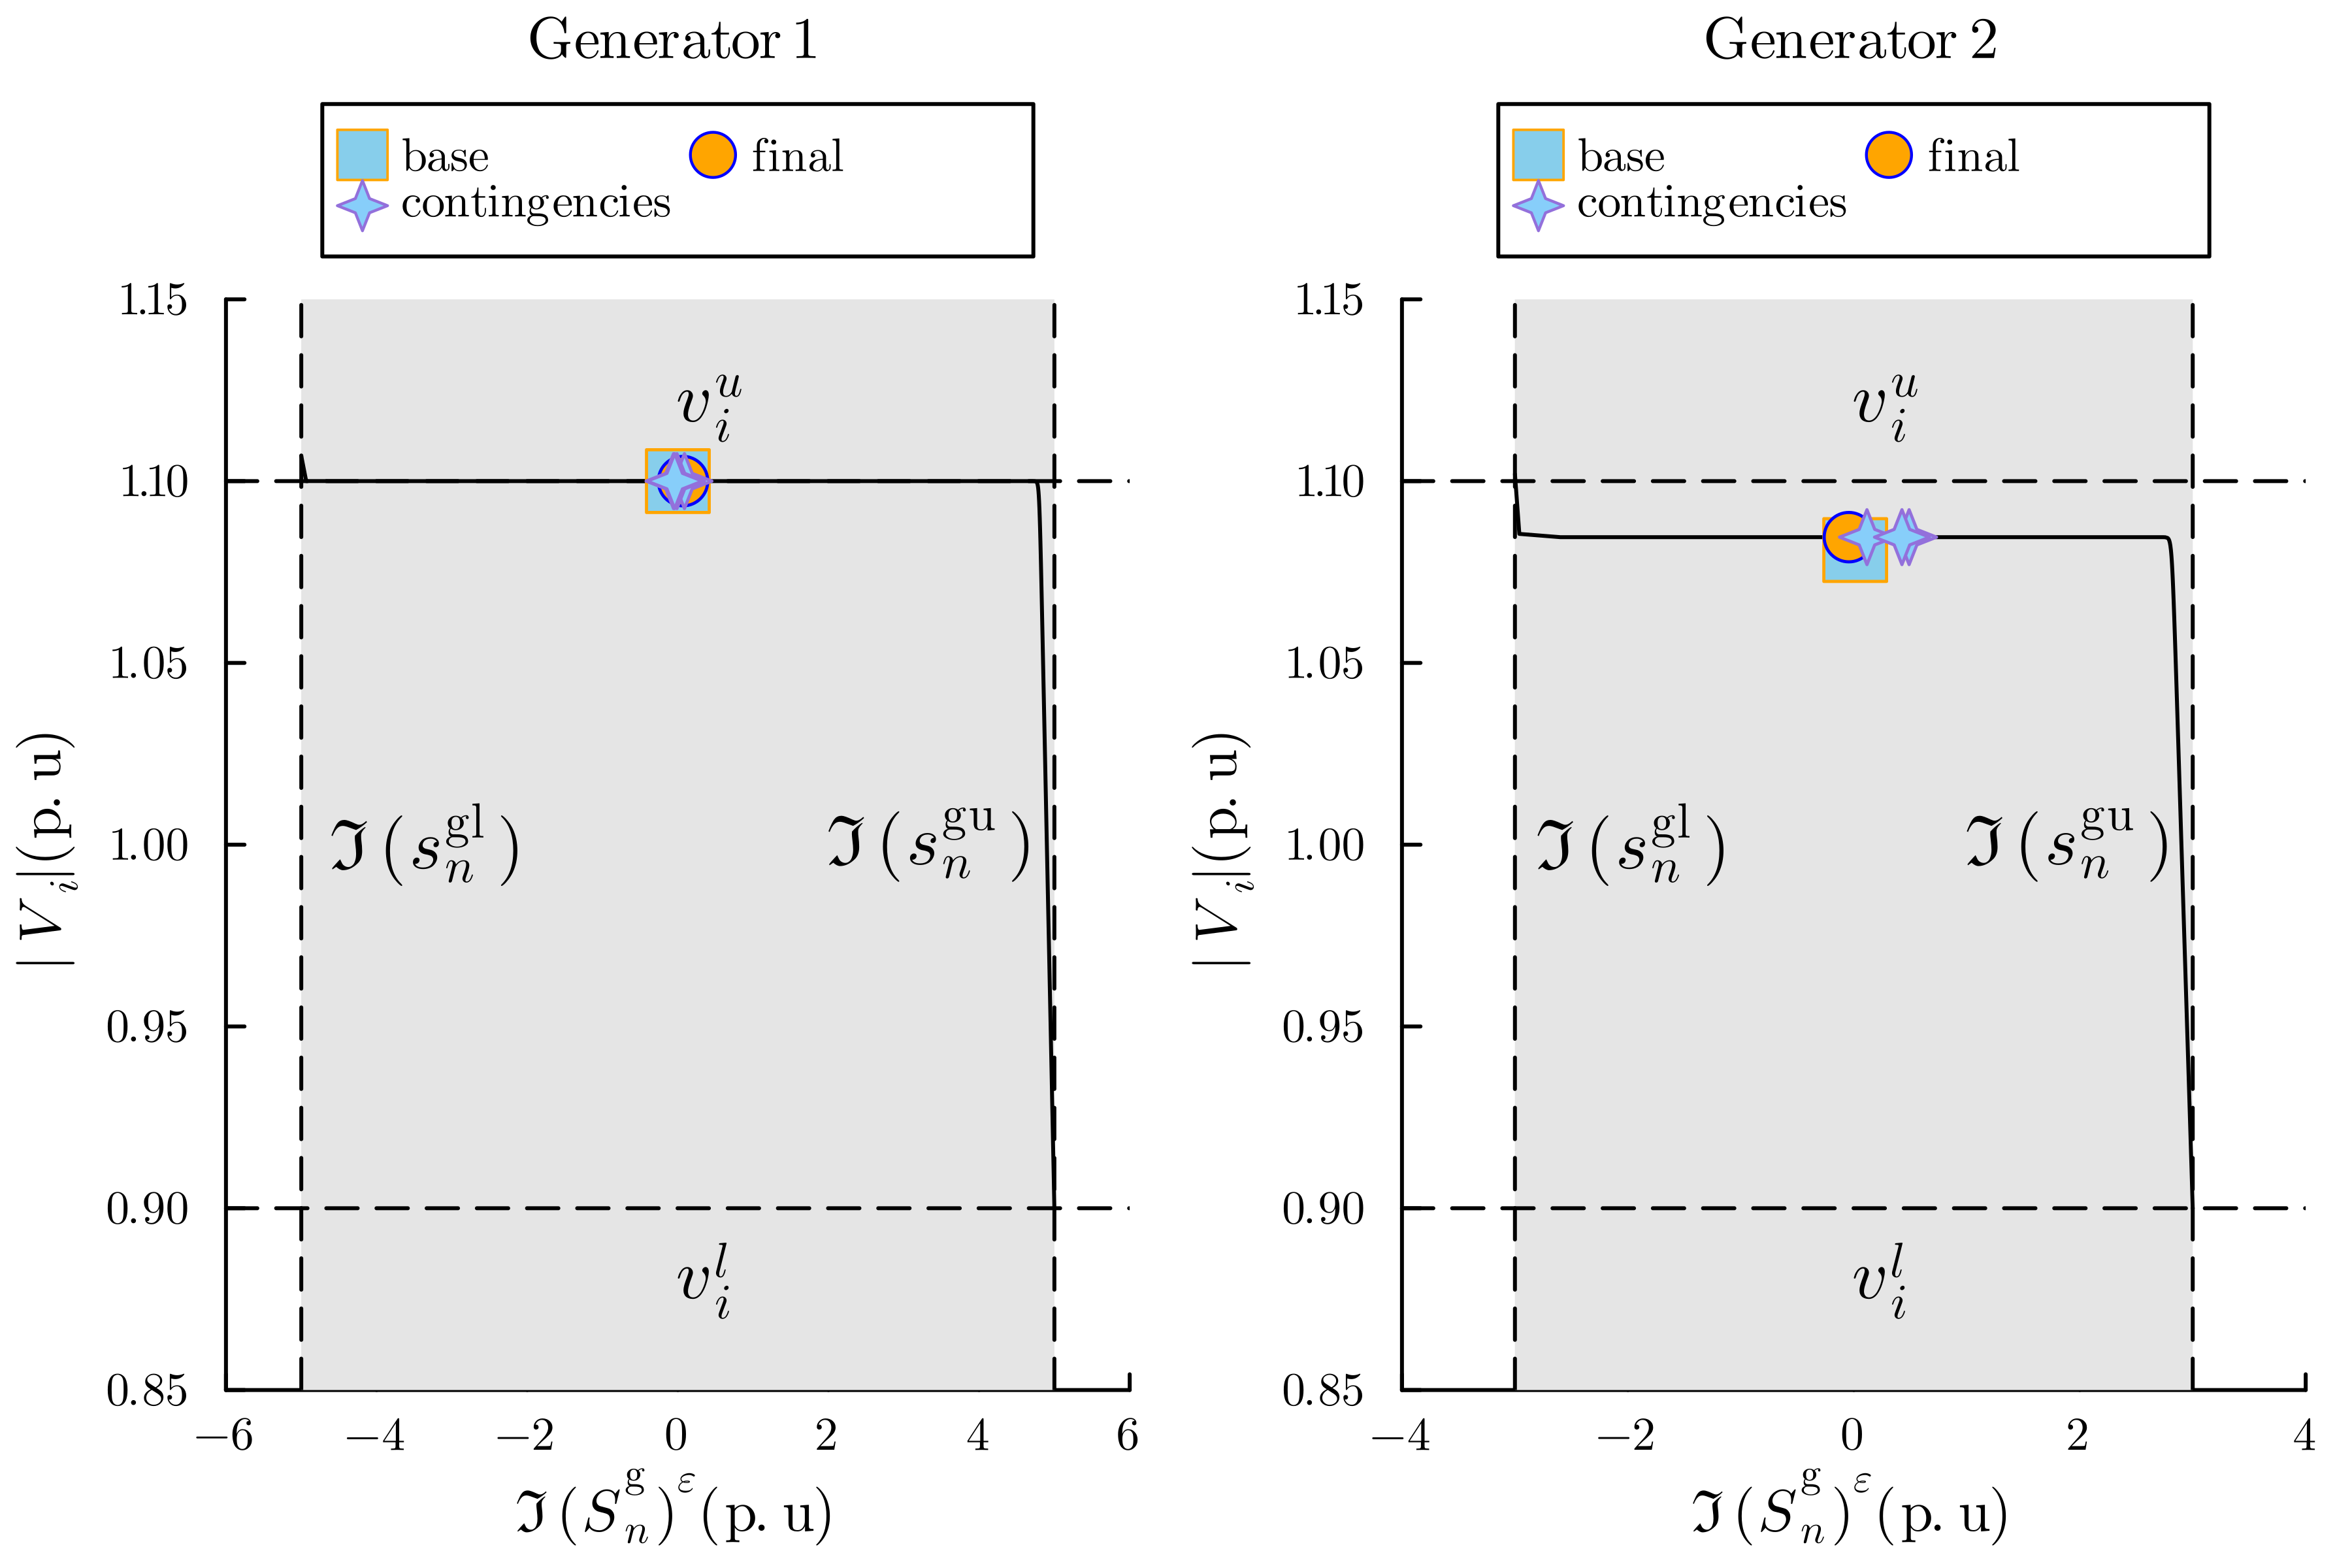 Generator 1
base
final
contingencies
1.15
1.10
1.05
1.00
0.95
0.90
0.85
|V_i|(p. u)
v_i^u
ℑ(s_n^gl)
ℑ(s_n^gu)
v_i^l
−6 −4 −2 0 2 4 6
ℑ(S_n^g)^ε(p. u)
Generator 2
base
final
contingencies
1.15
1.10
1.05
1.00
0.95
0.90
0.85
|V_i|(p. u)
v_i^u
ℑ(s_n^gl)
ℑ(s_n^gu)
v_i^l
−4 −2 0 2 4
ℑ(S_n^g)^ε(p. u)